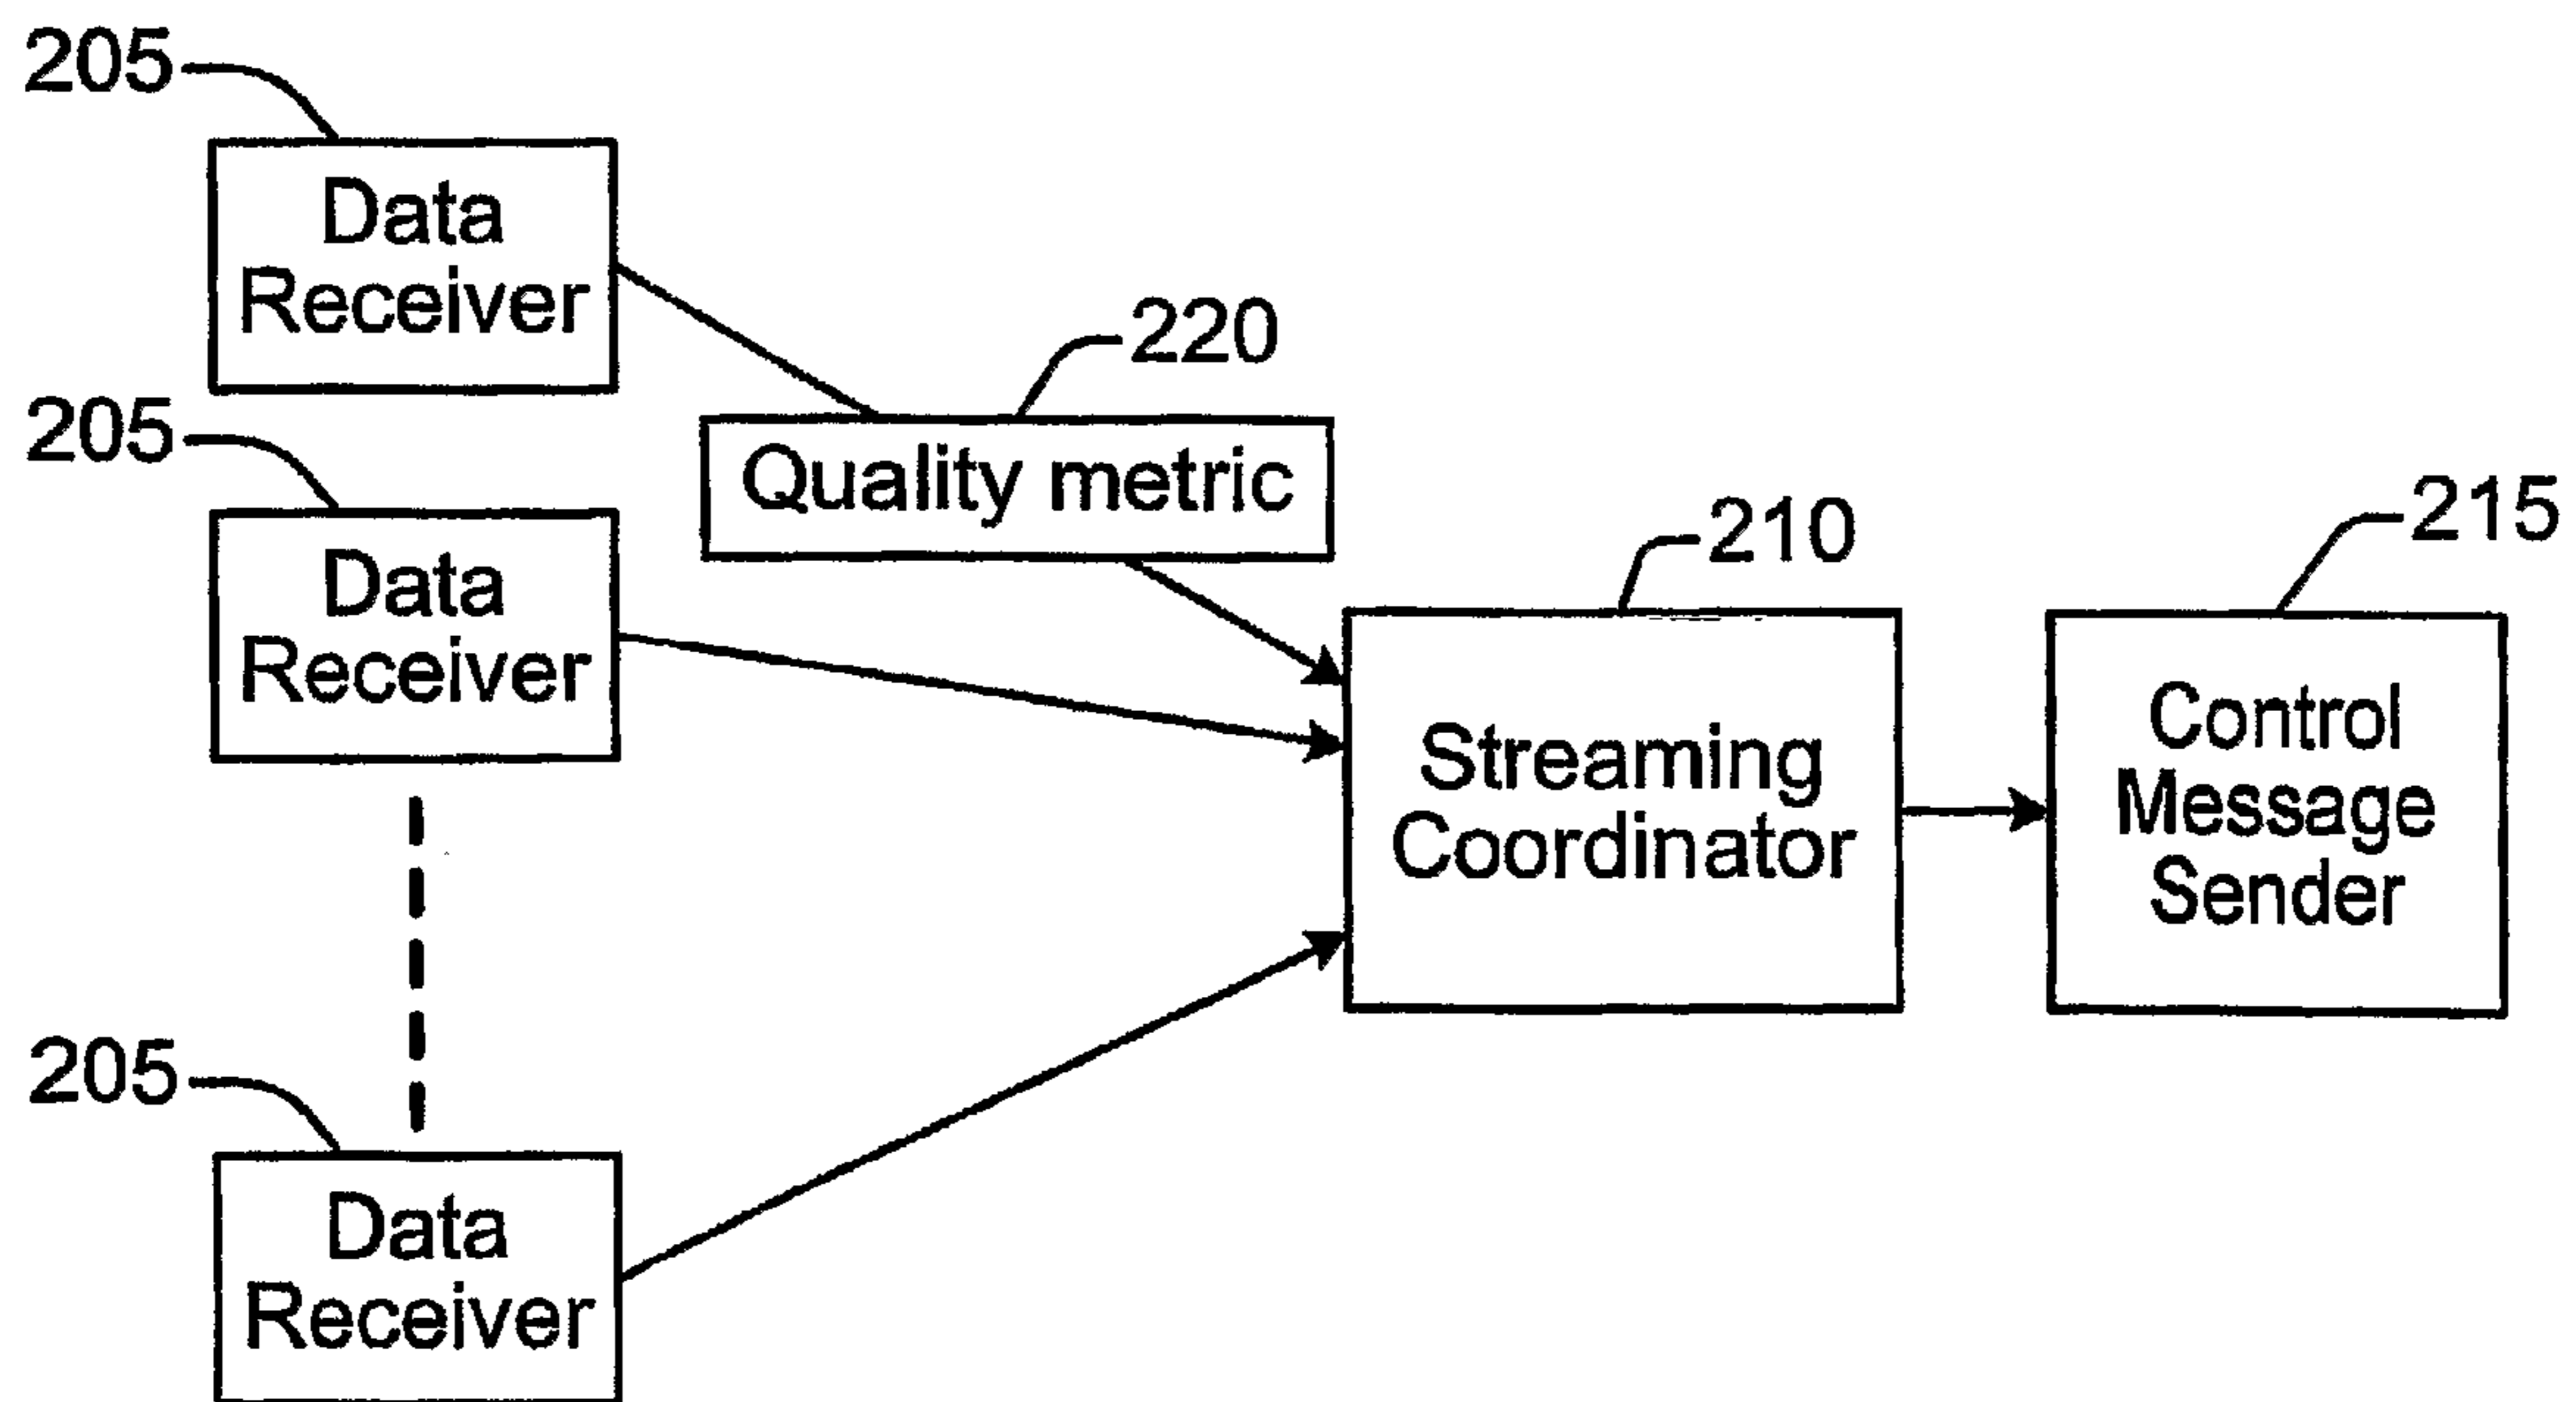 205
Data
Receiver
220
205
Quality metric
210
215
Data
Receiver
Streaming
Coordinator
Control
Message
Sender
205
Data
Receiver